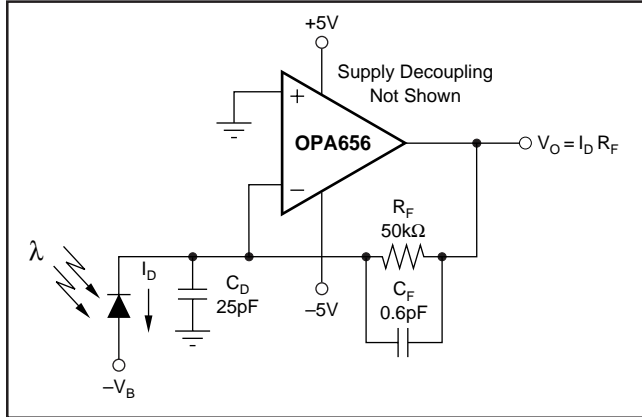 +5V
Supply Decoupling
Not Shown
+
OPA656
−
V_O = I_D R_F
R_F
50kΩ
λ
I_D
C_D
25pF
−5V
C_F
0.6pF
−V_B